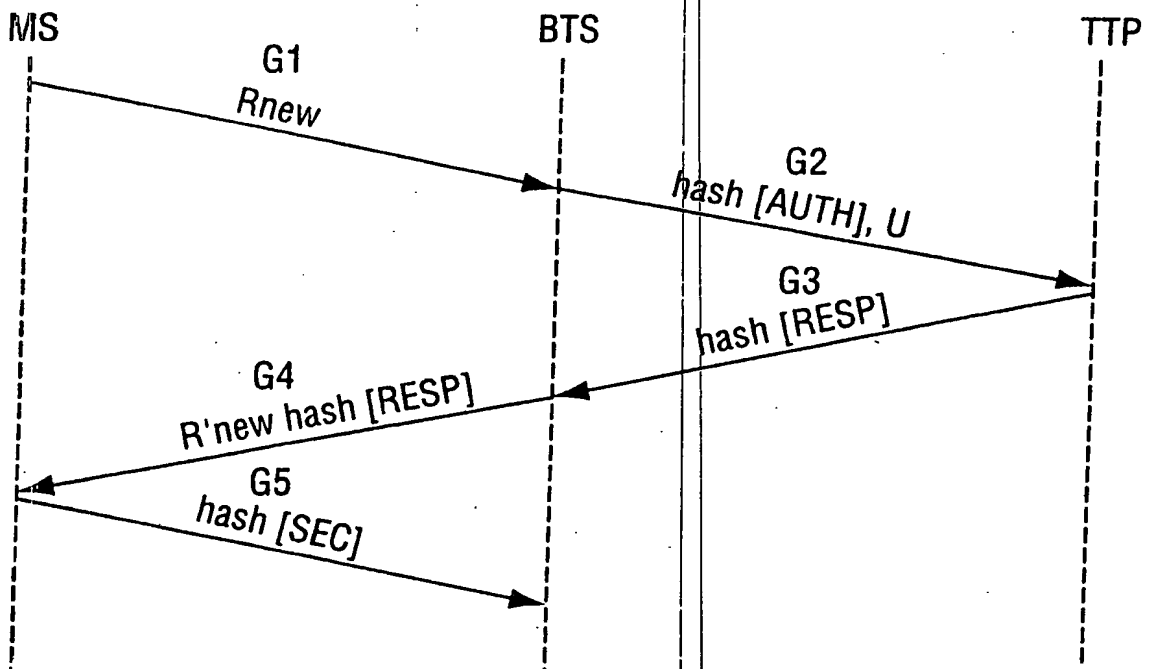 MS BTS TTP
G1
Rnew
G2
hash [AUTH], U
G3
hash [RESP]
G4
R'new hash [RESP]
G5
hash [SEC]